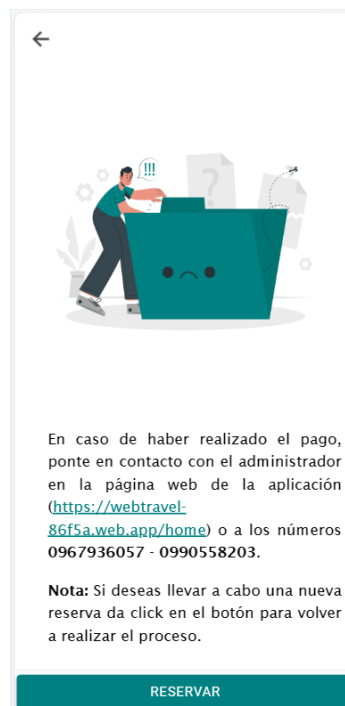 !!!
?
En caso de haber realizado el pago,
ponte en contacto con el administrador
en la página web de la aplicación
(https://webtravel-
86f5a.web.app/home) o a los números
0967936057 - 0990558203.
Nota: Si deseas llevar a cabo una nueva
reserva da click en el botón para volver
a realizar el proceso.
RESERVAR